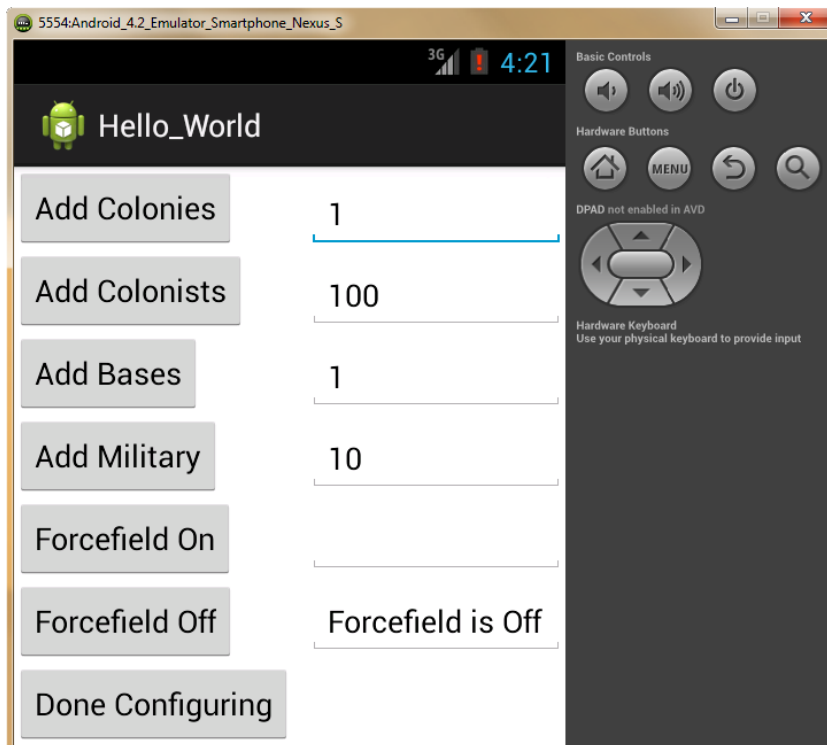 5554:Android_4.2_Emulator_Smartphone_Nexus_S
3G 4:21
Hello_World
Add Colonies 1
Add Colonists 100
Add Bases 1
Add Military 10
Forcefield On
Forcefield Off Forcefield is Off
Done Configuring
Basic Controls
Hardware Buttons
MENU
DPAD not enabled in AVD
Hardware Keyboard
Use your physical keyboard to provide input